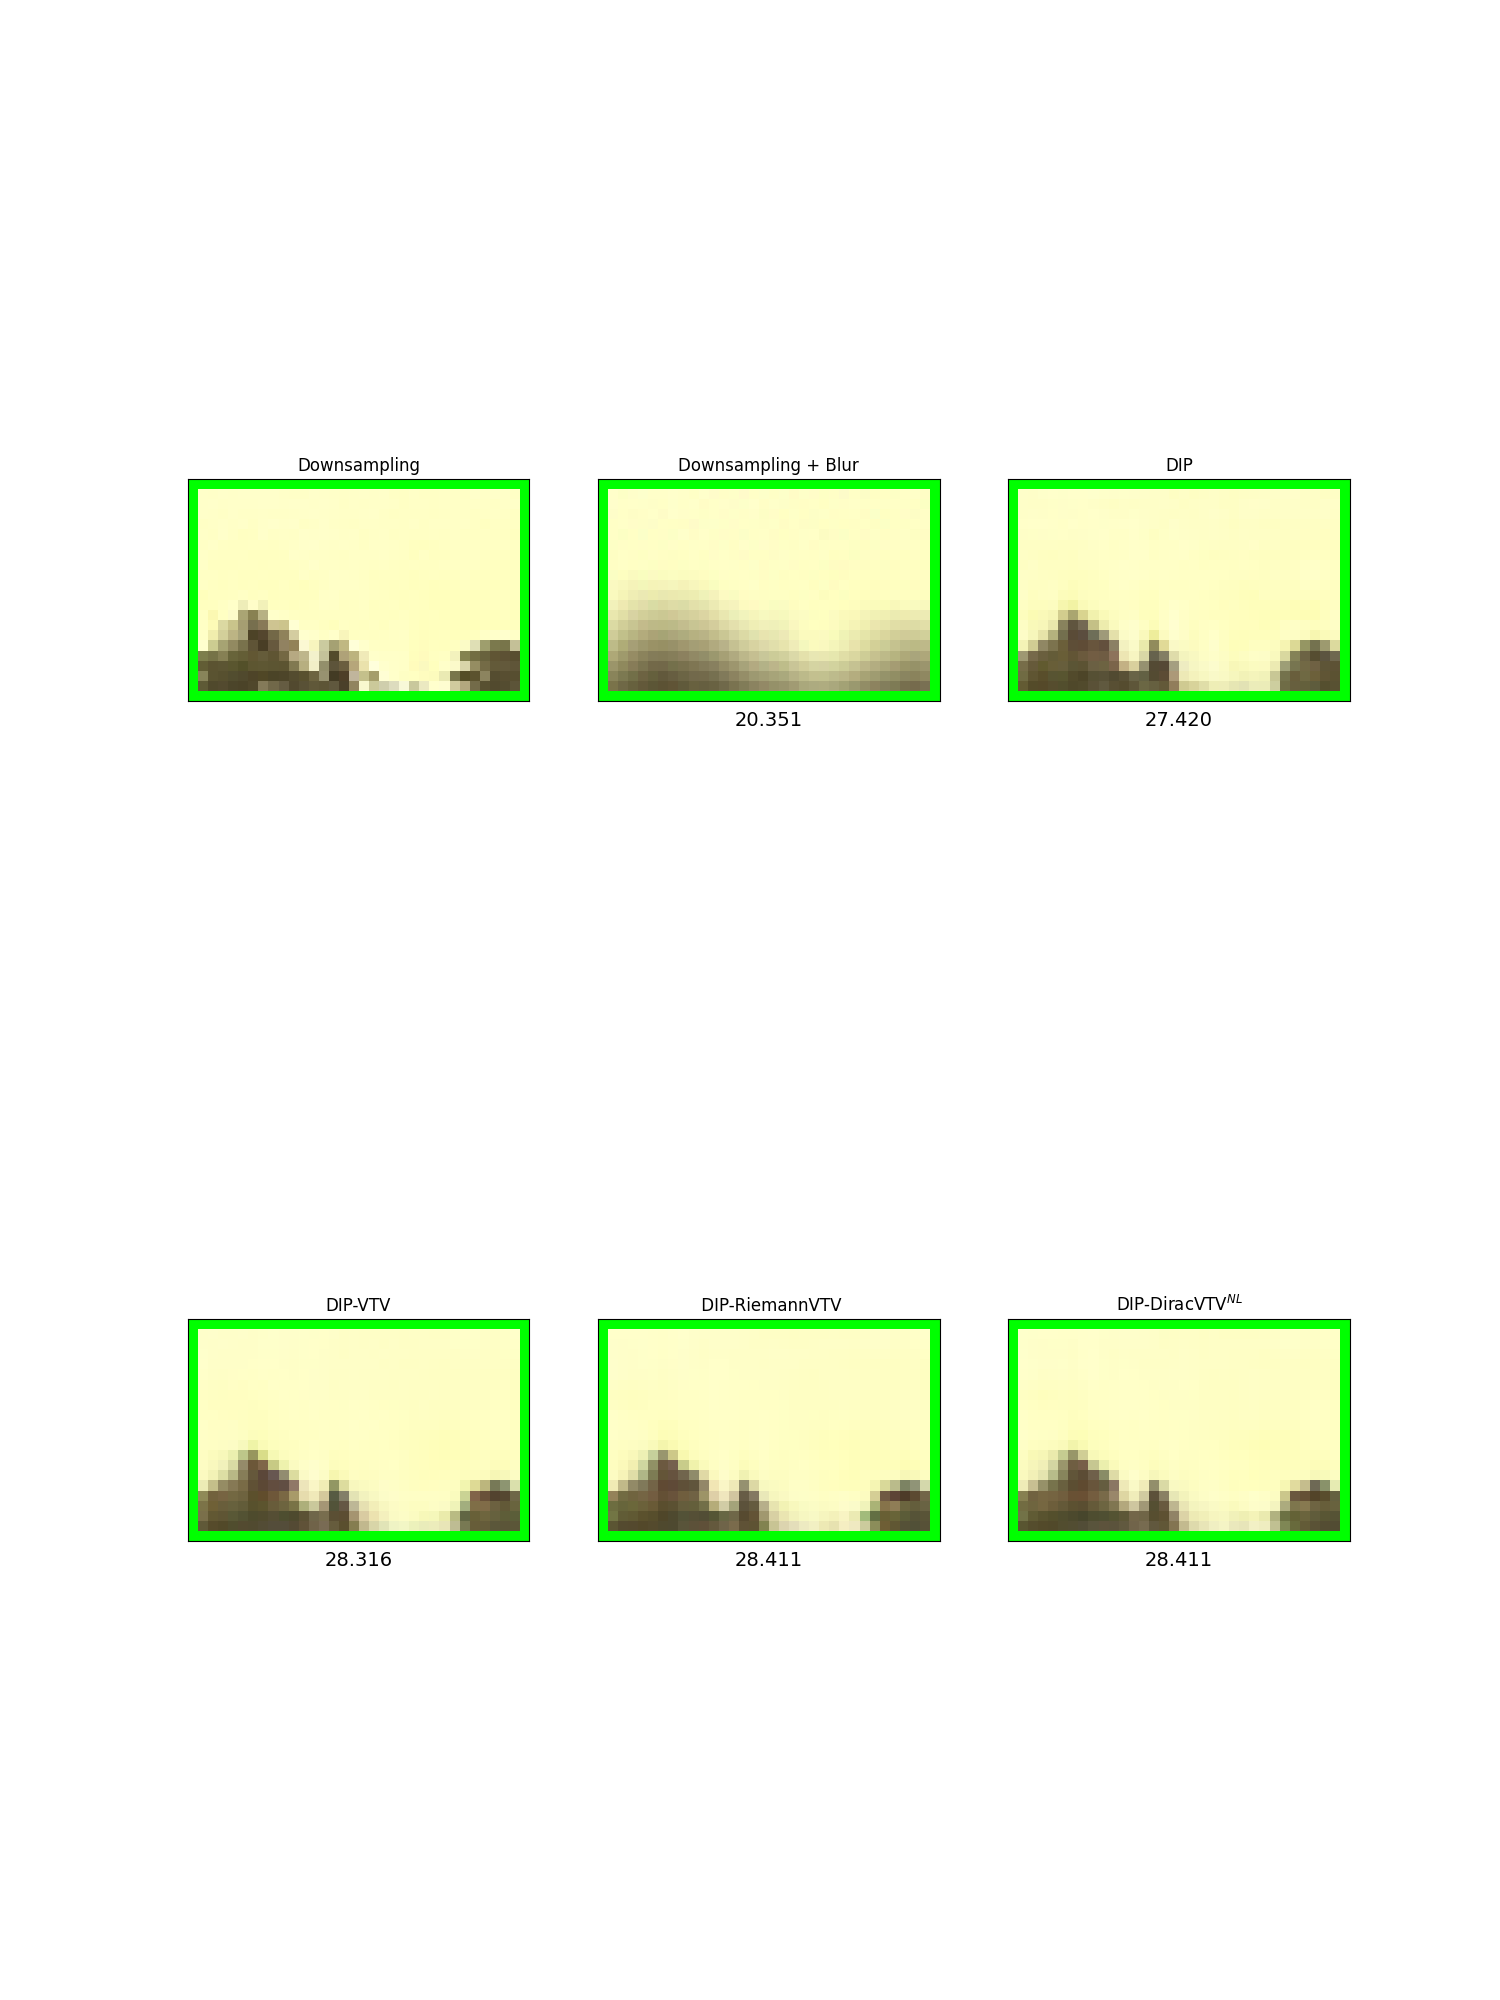 Downsampling
Downsampling + Blur
DIP
20.351
27.420
DIP-VTV
DIP-RiemannVTV
DIP-DiracVTV^NL
28.316
28.411
28.411